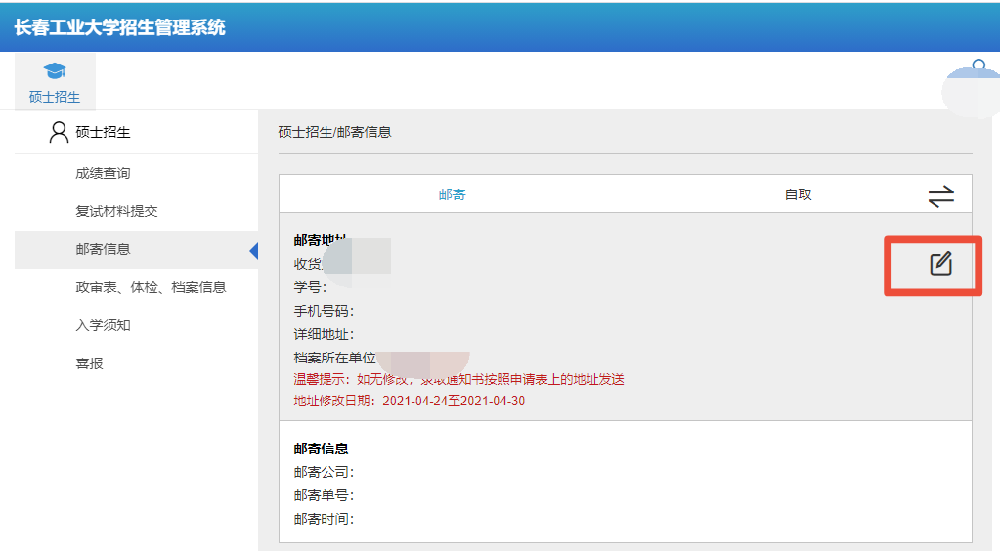 长春工业大学招生管理系统
硕士招生
硕士招生
成绩查询
复试材料提交
邮寄信息
政审表、体检、档案信息
入学须知
喜报
硕士招生/邮寄信息
邮寄
自取
邮寄地址
收货
学号：
手机号码：
详细地址：
档案所在单位
温馨提示：如无修改，录取通知书按照申请表上的地址发送
地址修改日期：2021-04-24至2021-04-30
邮寄信息
邮寄公司：
邮寄单号：
邮寄时间：